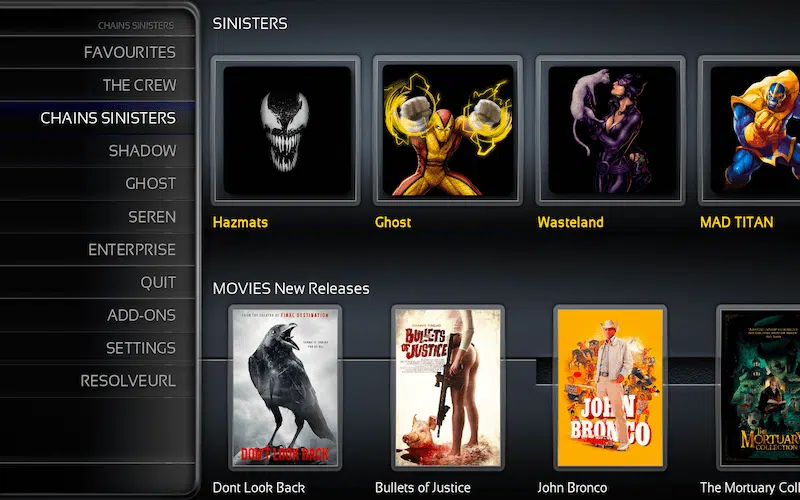 CHAINS SINISTERS
FAVOURITES
THE CREW
CHAINS SINISTERS
SHADOW
GHOST
SEREN
ENTERPRISE
QUIT
ADD-ONS
SETTINGS
RESOLVEURL
SINISTERS
Hazmats
Ghost
Wasteland
MAD TITAN
MOVIES New Releases
FROM THE CREATOR OF FINAL DESTINATION
DON'T LOOK BACK
BULLETS
OF JUSTICE
JOHN
BRONCO
THE
MORTUARY
COLLECTION
Dont Look Back
Bullets of Justice
John Bronco
The Mortuary Coll